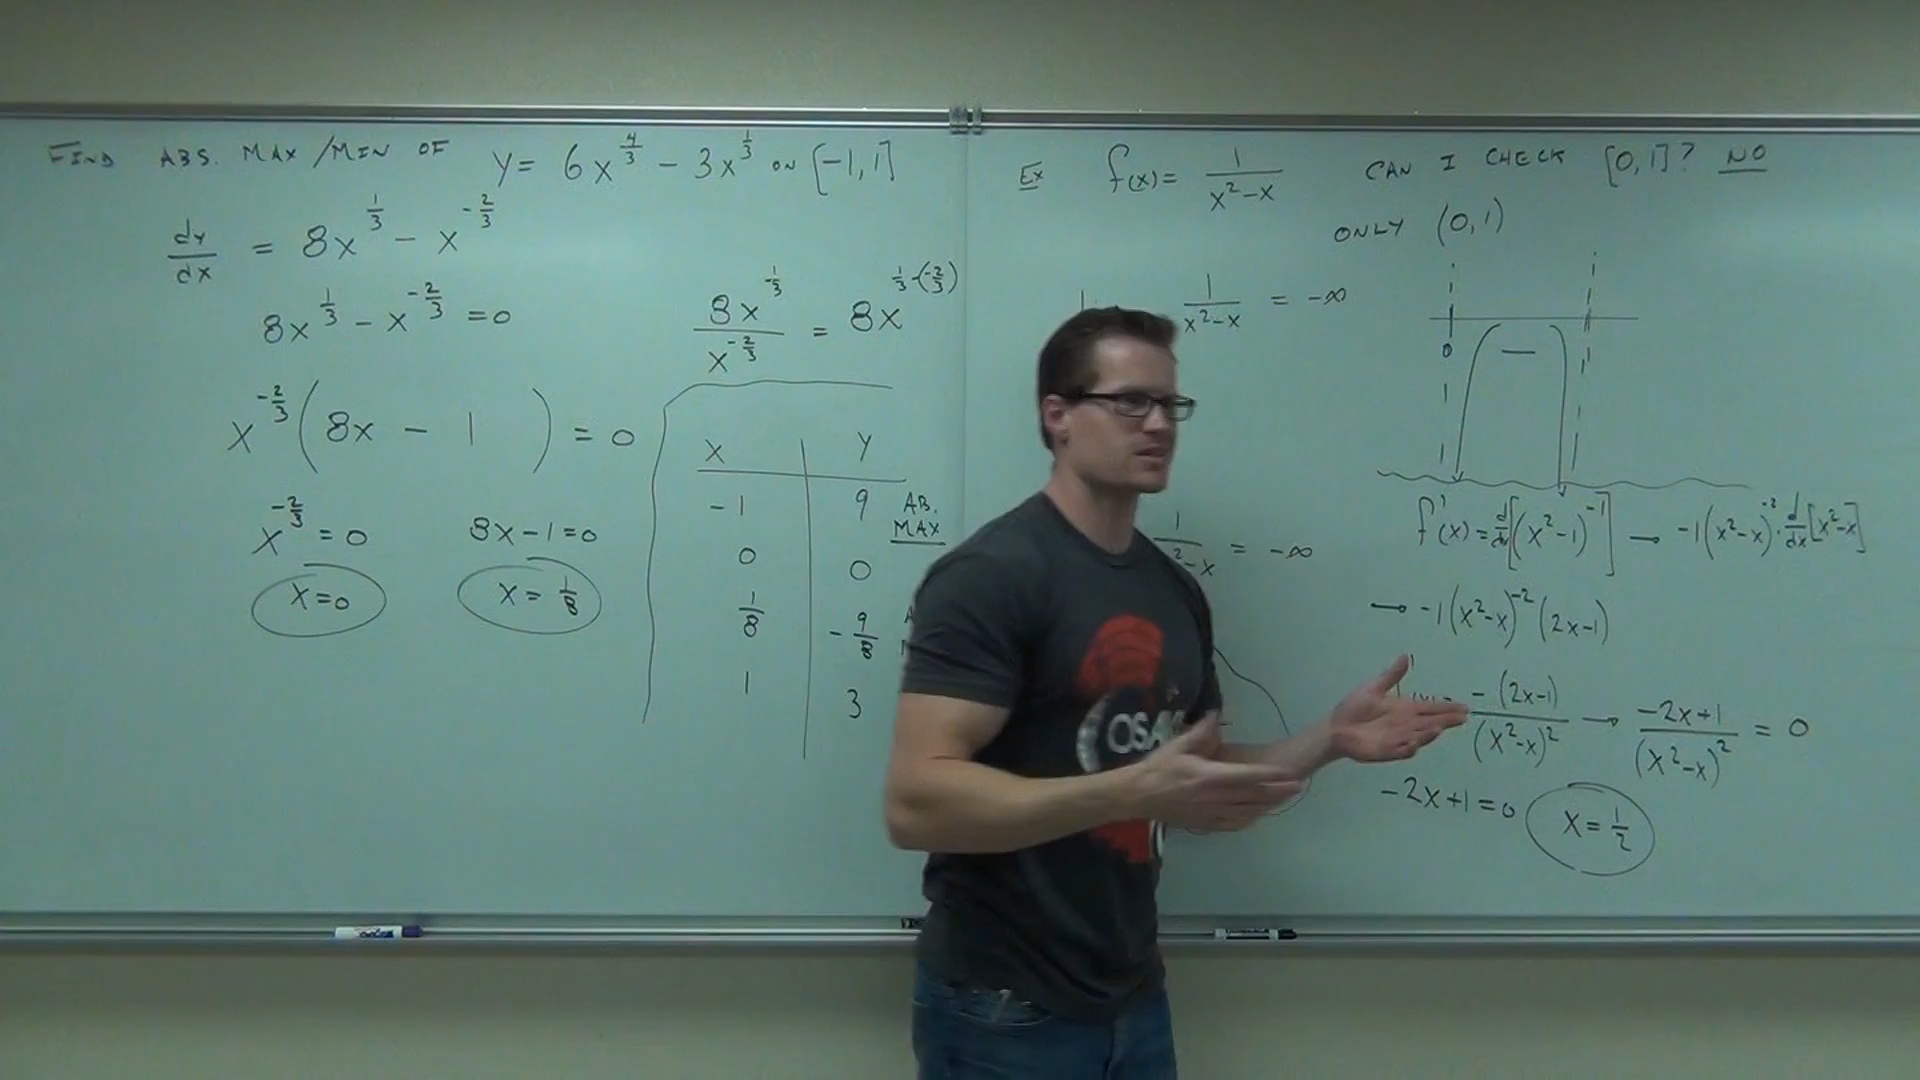 FIND ABS. MAX/MIN OF y = 6x^{4/3} - 3x^{1/3} ON [-1,1]
dy/dx = 8x^{1/3} - x^{-2/3}
8x^{1/3} - x^{-2/3} = 0
8x^{1/3} / x^{-2/3} = 8x^{1/3-(-2/3)}
x^{-2/3}(8x - 1) = 0
x^{-2/3} = 0 8x-1=0
x=0 x=1/8
X Y
-1 9 AB. MAX
0 0
1/8 -9/8
1 3
EX f(x) = 1/(x²-x) CAN I CHECK [0,1]? NO
ONLY (0,1)
1/(x²-x) = -∞
0 1
—
= -∞
f'(x) = d/dx[(x²-1)^{-1}] → -1(x²-x)^{-2}·d/dx[x²-x]
→ -1(x²-x)^{-2}(2x-1)
-(2x-1)/(x²-x)² → (-2x+1)/(x²-x)² = 0
-2x+1=0 x=1/2
OSA